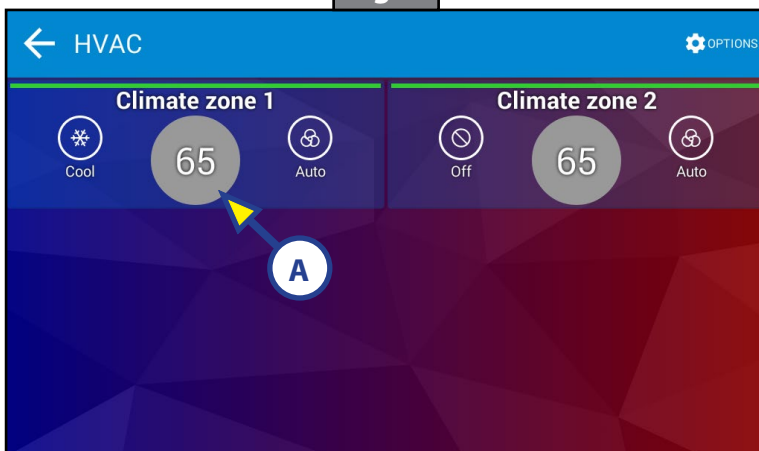 HVAC
OPTIONS
Climate zone 1
Cool
65
Auto
Climate zone 2
Off
65
Auto
A